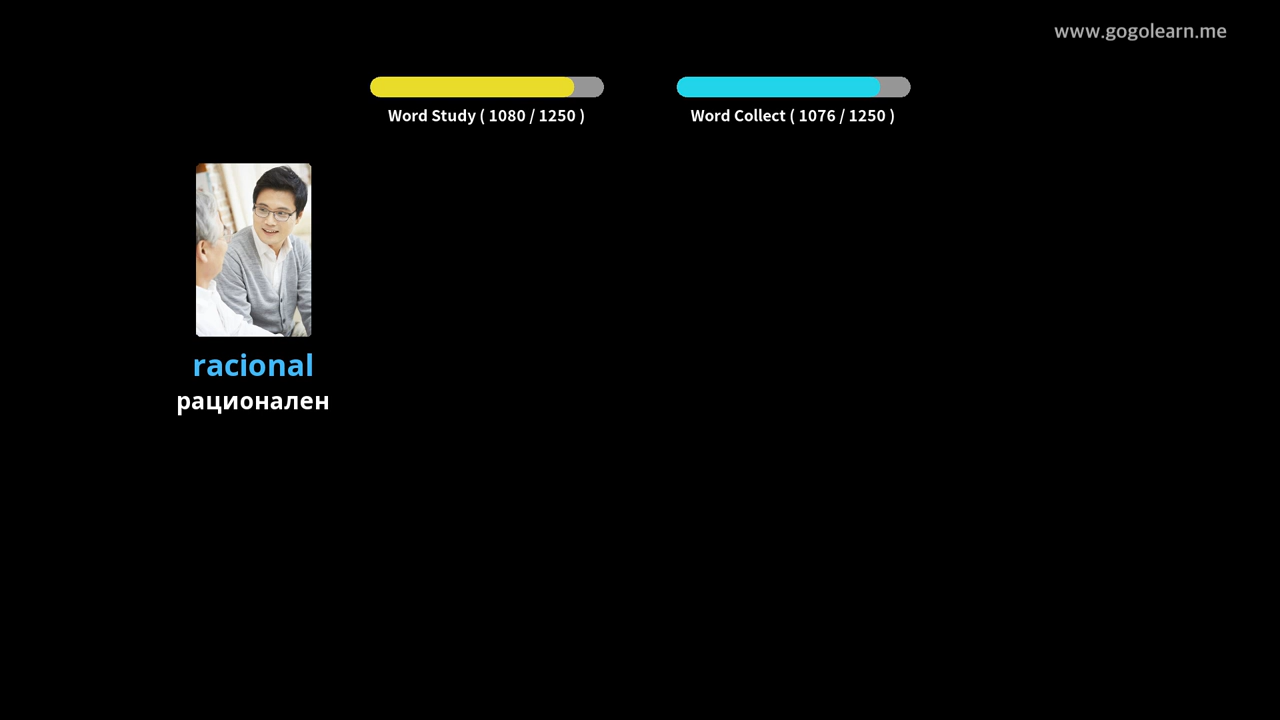 www.gogolearn.me
Word Study ( 1080 / 1250 )
Word Collect ( 1076 / 1250 )
racional
рационален